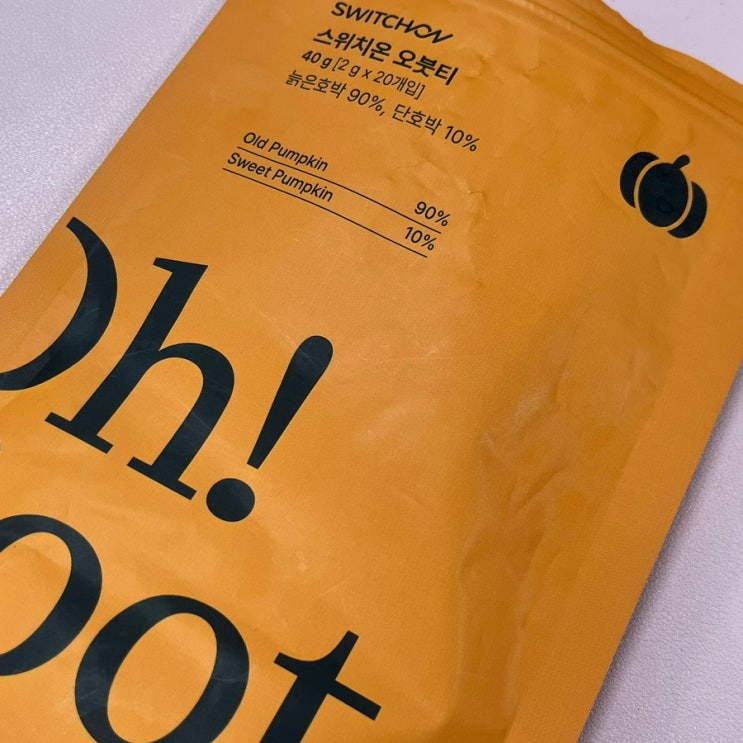 SWITCHON
스위치온 오붓티
40 g [2 g x 20개입]
늙은호박 90%, 단호박 10%
Old Pumpkin 90%
Sweet Pumpkin 10%
Oh!
oot